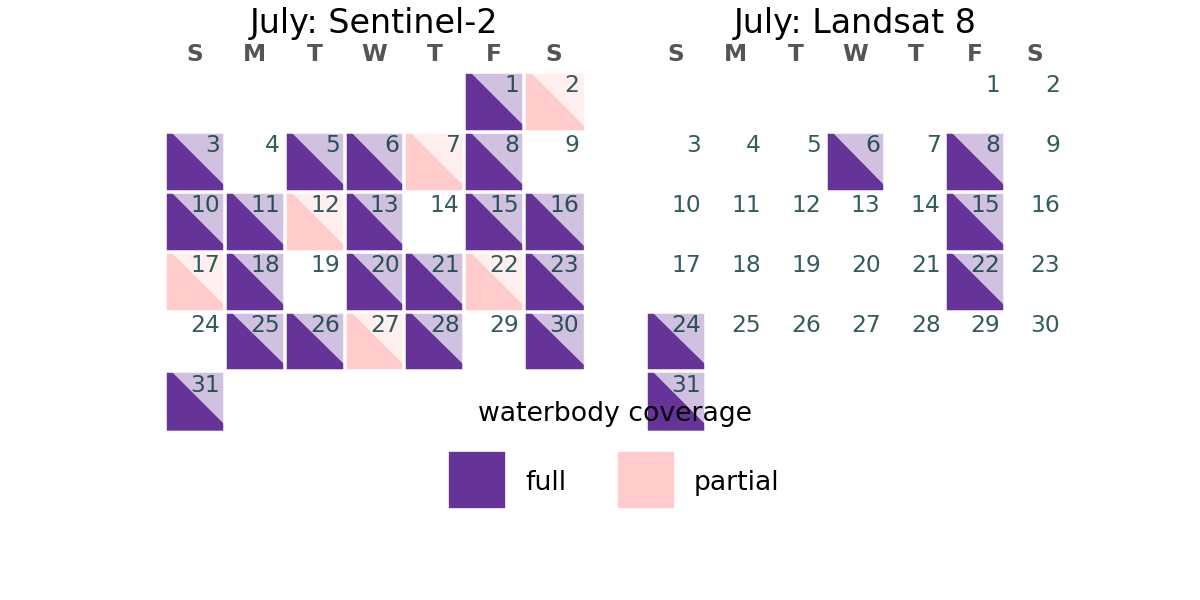 July: Sentinel-2
S M T W T F S
1 2
3 4 5 6 7 8 9
10 11 12 13 14 15 16
17 18 19 20 21 22 23
24 25 26 27 28 29 30
31
July: Landsat 8
S M T W T F S
1 2
3 4 5 6 7 8 9
10 11 12 13 14 15 16
17 18 19 20 21 22 23
24 25 26 27 28 29 30
31
waterbody coverage
full partial